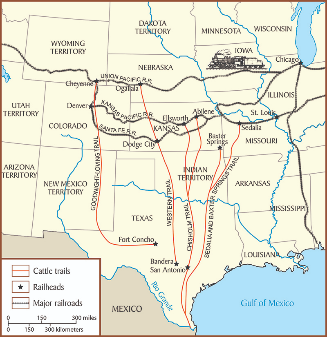 DAKOTA
TERRITORY
MINNESOTA
WISCONSIN
WYOMING
TERRITORY
IOWA
NEBRASKA
Chicago
UNION PACIFIC R.R.
Cheyenne
Ogallala
ILLINOIS
UTAH
TERRITORY
Denver
KANSAS PACIFIC R.R.
Abilene
Ellsworth
St. Louis
COLORADO
SANTA FE R.R.
KANSAS
Sedalia
Dodge City
Baxter
Springs
MISSOURI
ARIZONA
TERRITORY
NEW MEXICO
TERRITORY
GOODNIGHT-LOVING TRAIL
INDIAN
TERRITORY
ARKANSAS
WESTERN TRAIL
CHISHOLM TRAIL
SEDALIA AND BAXTER SPRINGS TRAIL
MISSISSIPPI
TEXAS
Fort Concho
LOUISIANA
Bandera
San Antonio
Rio Grande
MEXICO
Gulf of Mexico
Cattle trails
Railheads
Major railroads
0 150 300 miles
0 150 300 kilometers